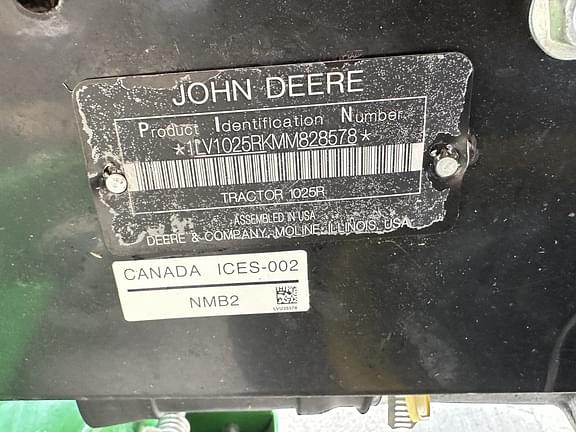 JOHN DEERE
Product Identification Number
*1LV1025RKMM828578*
TRACTOR 1025R
ASSEMBLED IN USA
DEERE & COMPANY, MOLINE, ILLINOIS, USA
CANADA ICES-002
NMB2